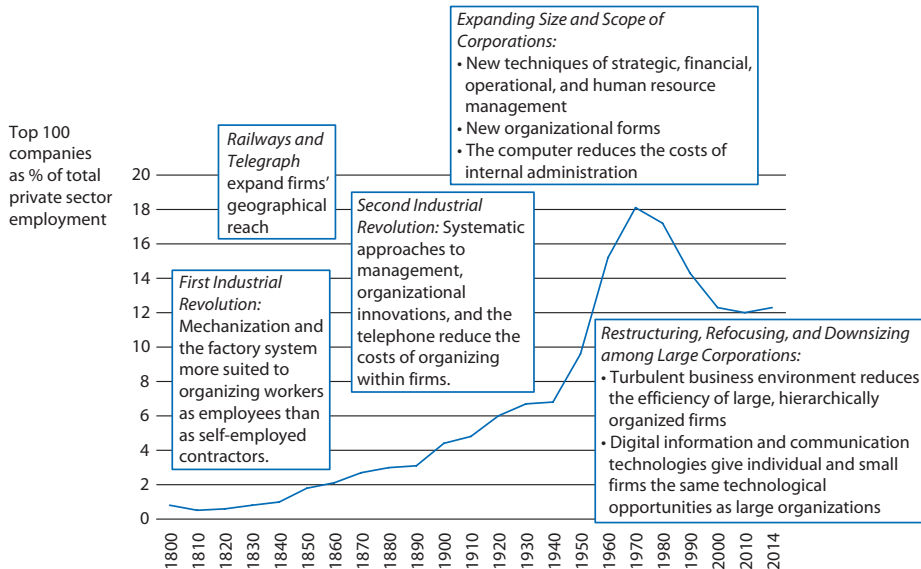 Top 100
companies
as % of total
private sector
employment
20
18
16
14
12
10
8
6
4
2
0
First Industrial
Revolution:
Mechanization and
the factory system
more suited to
organizing workers
as employees than
as self-employed
contractors.
Railways and
Telegraph
expand firms’
geographical
reach
Second Industrial
Revolution: Systematic
approaches to
management,
organizational
innovations, and the
telephone reduce the
costs of organizing
within firms.
Expanding Size and Scope of
Corporations:
• New techniques of strategic, financial,
operational, and human resource
management
• New organizational forms
• The computer reduces the costs of
internal administration
Restructuring, Refocusing, and Downsizing
among Large Corporations:
• Turbulent business environment reduces
the efficiency of large, hierarchically
organized firms
• Digital information and communication
technologies give individual and small
firms the same technological
opportunities as large organizations
1800
1810
1820
1830
1840
1850
1860
1870
1880
1890
1900
1910
1920
1930
1940
1950
1960
1970
1980
1990
2000
2010
2014